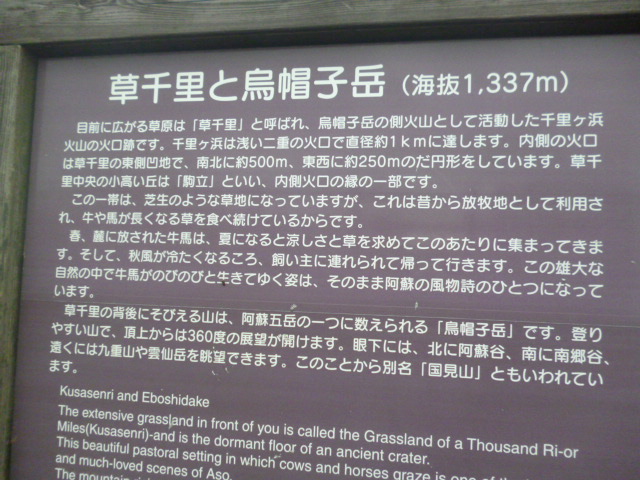 草千里と烏帽子岳（海抜1,337m）
目前に広がる草原は「草千里」と呼ばれ、烏帽子岳の側火山として活動した千里ヶ浜
火山の火口跡です。千里ヶ浜は浅い二重の火口で直径約1kmに達します。内側の火口
は草千里の東側凹地で、南北に約500m、東西に約250mのだ円形をしています。草千
里中央の小高い丘は「駒立」といい、内側火口の縁の一部です。
この一帯は、芝生のような草地になっていますが、これは昔から放牧地として利用さ
れ、牛や馬が長くなる草を食べ続けているからです。
春、麓に放された牛馬は、夏になると涼しさと草を求めてこのあたりに集まってきま
す。そして、秋風が冷たくなるころ、飼い主に連れられて帰って行きます。この雄大な
自然の中で牛馬がのびのびと生きてゆく姿は、そのまま阿蘇の風物詩のひとつになって
います。
草千里の背後にそびえる山は、阿蘇五岳の一つに数えられる「烏帽子岳」です。登り
やすい山で、頂上からは360度の展望が開けます。眼下には、北に阿蘇谷、南に南郷谷、
遠くには九重山や雲仙岳を眺望できます。このことから別名「国見山」ともいわれてい
ます。
Kusasenri and Eboshidake
The extensive grassland in front of you is called the Grassland of a Thousand Ri-or
Miles(Kusasenri)-and is the dormant floor of an ancient crater.
This beautiful pastoral setting in which cows and horses graze is one of the
and much-loved scenes of Aso.
The mountain